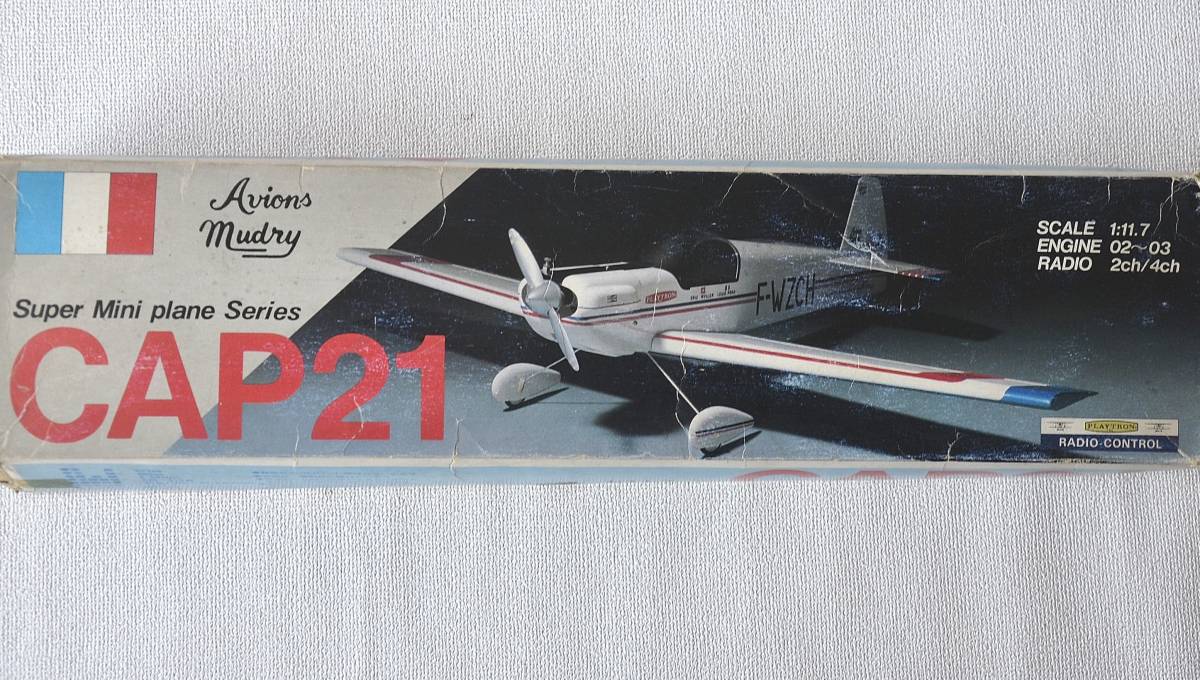 Avions
Mudry
Super Mini plane Series
CAP21
F-WZCH
PLAYTRON
SCALE 1:11.7
ENGINE 02~03
RADIO 2ch/4ch
PLAYTRON
RADIO-CONTROL